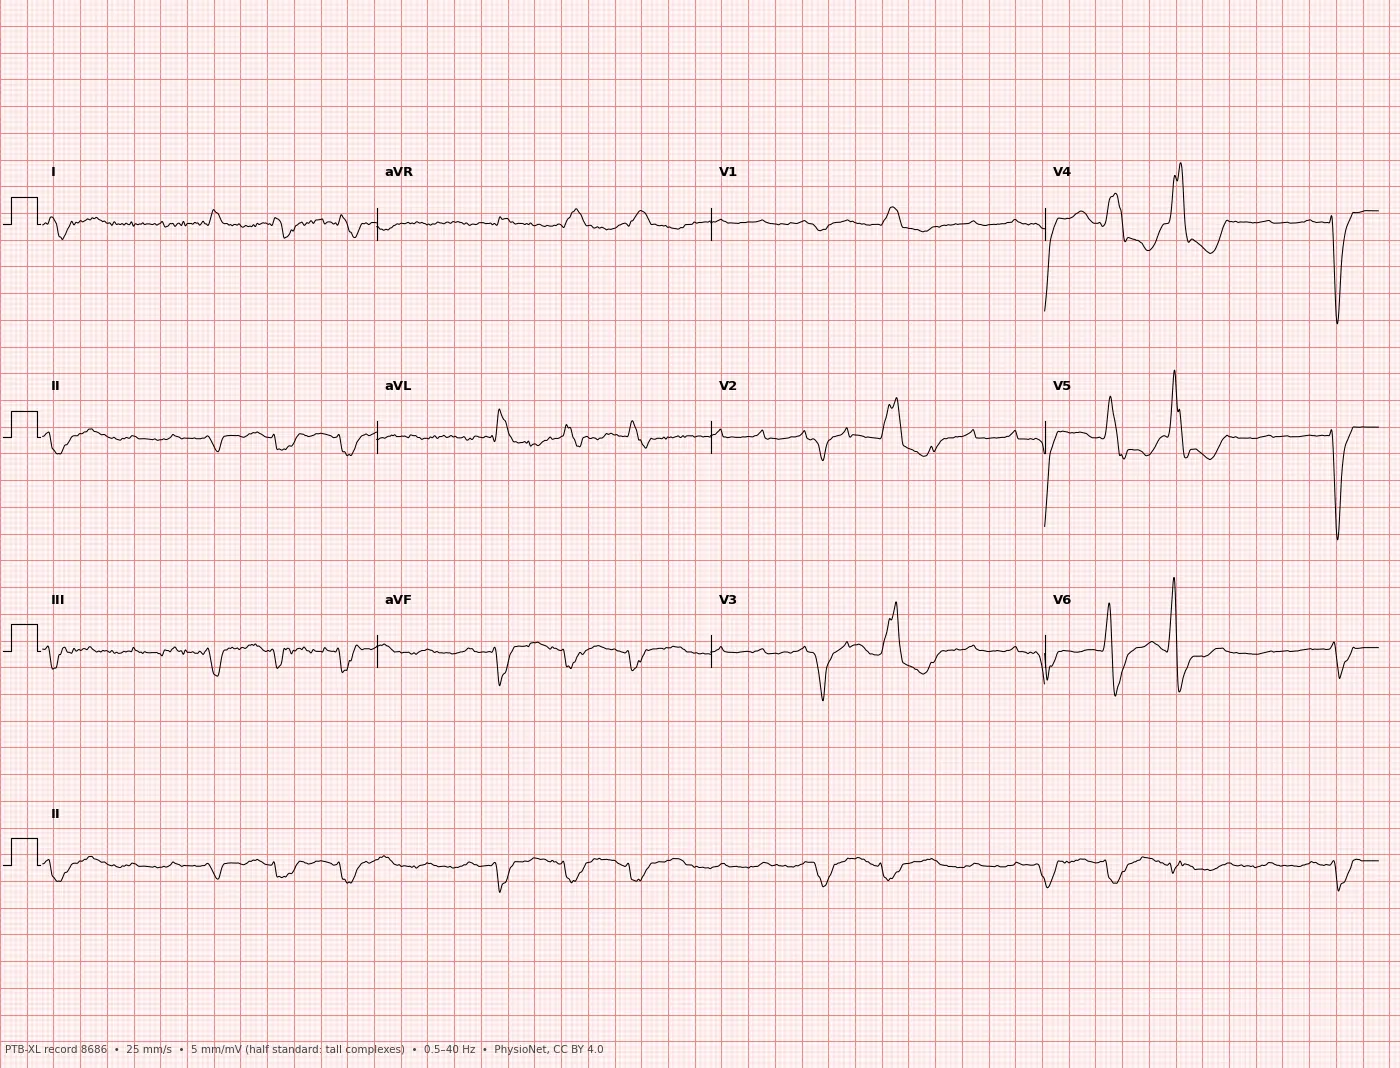 I aVR V1 V4
II aVL V2 V5
III aVF V3 V6
II
PTB-XL record 8686 • 25 mm/s • 5 mm/mV (half standard: tall complexes) • 0.5–40 Hz • PhysioNet, CC BY 4.0